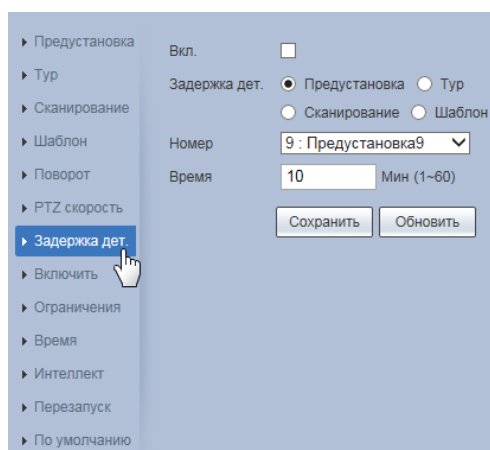 Предустановка
Тур
Сканирование
Шаблон
Поворот
PTZ скорость
Задержка дет.
Включить
Ограничения
Время
Интеллект
Перезапуск
По умолчанию
Вкл.
Задержка дет. Предустановка Тур
Сканирование Шаблон
Номер 9 : Предустановка9
Время 10 Мин (1~60)
Сохранить Обновить